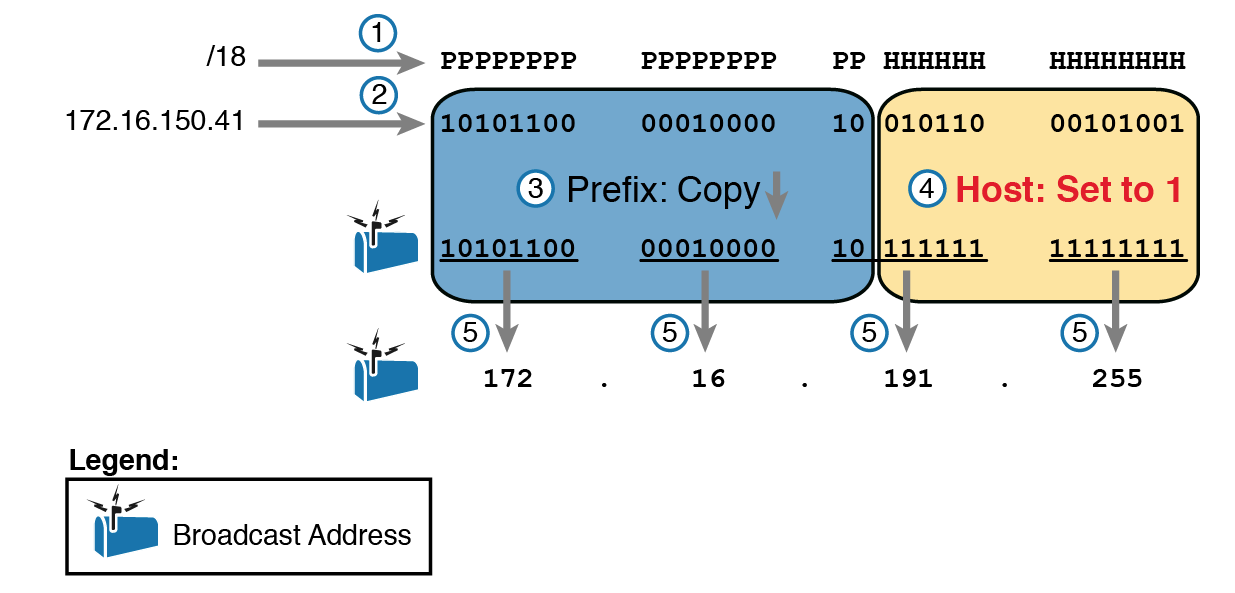 1
/18 PPPPPPPP PPPPPPPP PP HHHHHH HHHHHHHH
2
172.16.150.41 10101100 00010000 10 010110 00101001
3 Prefix: Copy 4 Host: Set to 1
10101100 00010000 10 111111 11111111
5 5 5 5
172 . 16 . 191 . 255
Legend:
Broadcast Address